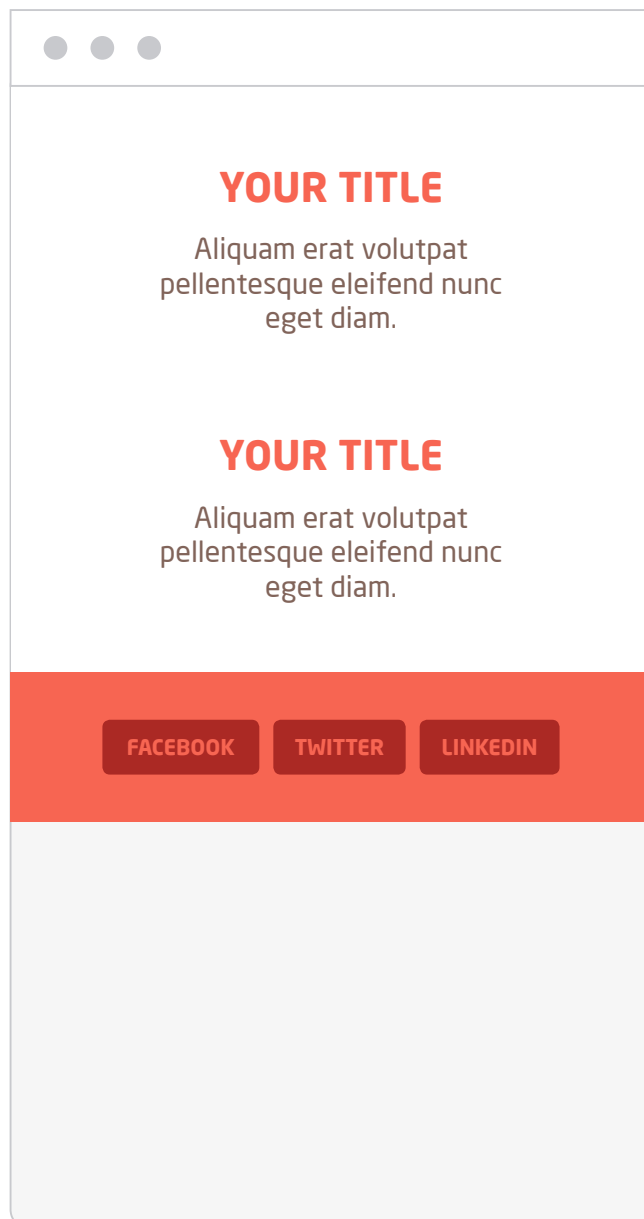 YOUR TITLE
Aliquam erat volutpat
pellentesque eleifend nunc
eget diam.
YOUR TITLE
Aliquam erat volutpat
pellentesque eleifend nunc
eget diam.
FACEBOOK TWITTER LINKEDIN